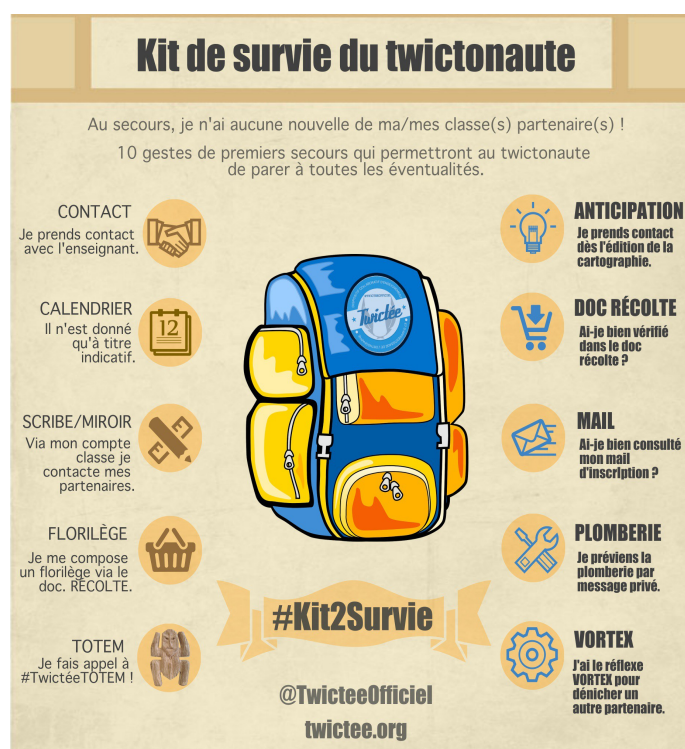 Kit de survie du twictonaute
Au secours, je n'ai aucune nouvelle de ma/mes classe(s) partenaire(s) !
10 gestes de premiers secours qui permettront au twictonaute
de parer à toutes les éventualités.
CONTACT
Je prends contact
avec l'enseignant.
CALENDRIER
Il n'est donné
qu'à titre
indicatif.
12
SCRIBE/MIROIR
Via mon compte
classe je
contacte mes
partenaires.
FLORILÈGE
Je me compose
un florilège via le
doc. RÉCOLTE.
TOTEM
Je fais appel à
#TwictéeTOTEM !
Twictée
#Kit2Survie
@TwicteeOfficiel
twictee.org
ANTICIPATION
Je prends contact
dès l'édition de la
cartographie.
DOC RÉCOLTE
Ai-je bien vérifié
dans le doc
récolte ?
MAIL
Ai-je bien consulté
mon mail
d'inscription ?
PLOMBERIE
Je préviens la
plomberie par
message privé.
VORTEX
J'ai le réflexe
VORTEX pour
dénicher un
autre partenaire.